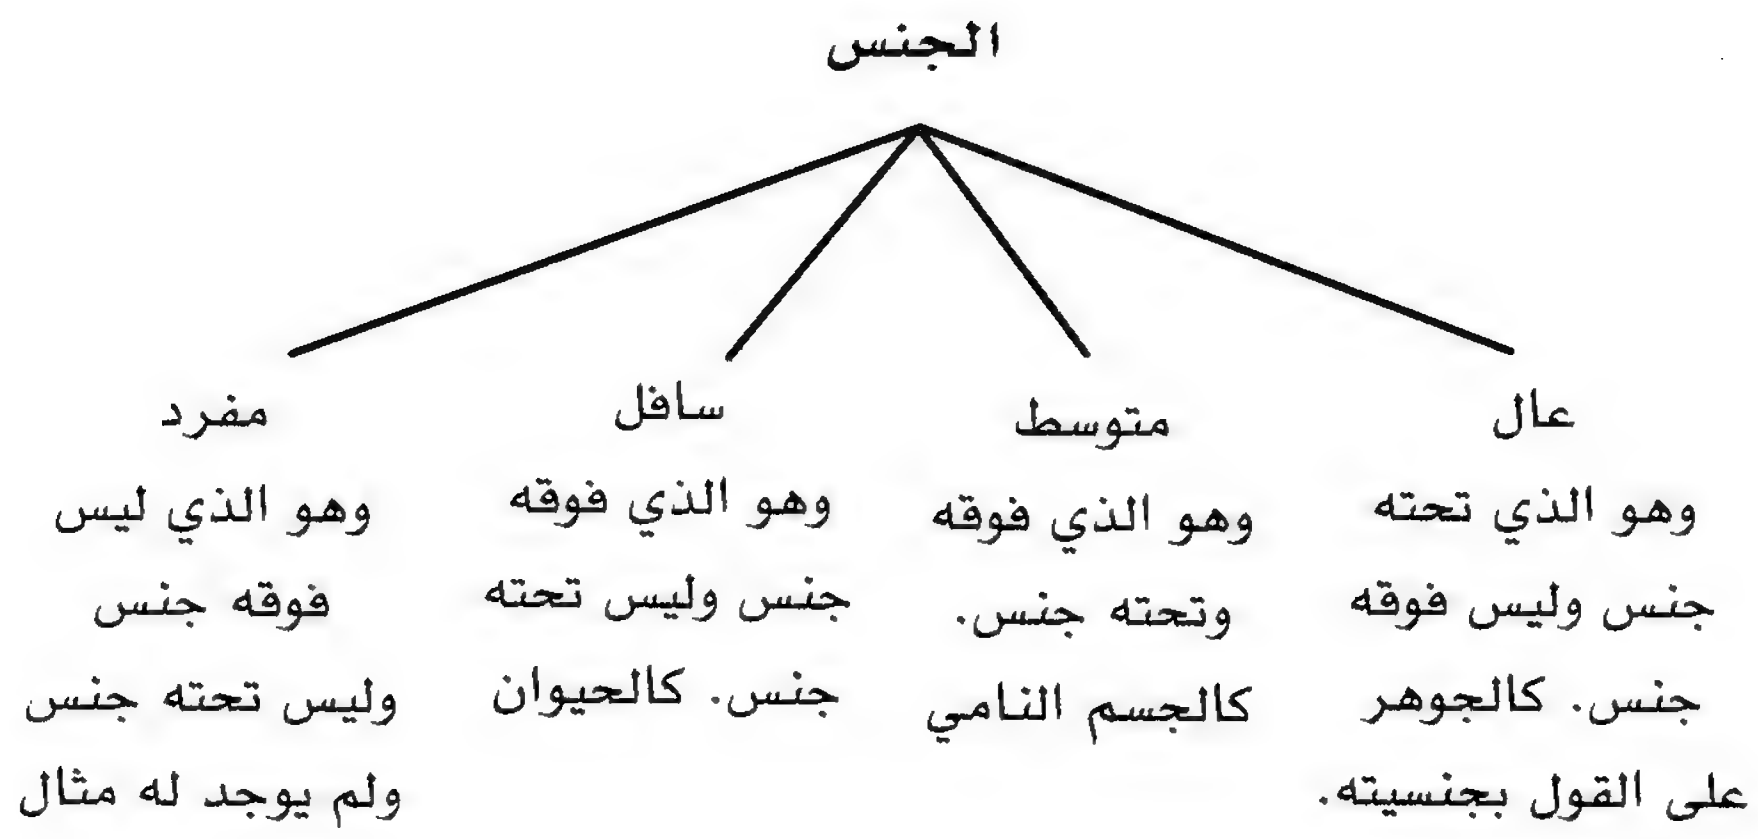 الجنس
عال
وهو الذي تحته
جنس وليس فوقه
جنس. كالجوهر
على القول بجنسيته.
متوسط
وهو الذي فوقه
وتحته جنس.
كالجسم النامي
سافل
وهو الذي فوقه
جنس وليس تحته
جنس. كالحيوان
مفرد
وهو الذي ليس
فوقه جنس
وليس تحته جنس
ولم يوجد له مثال